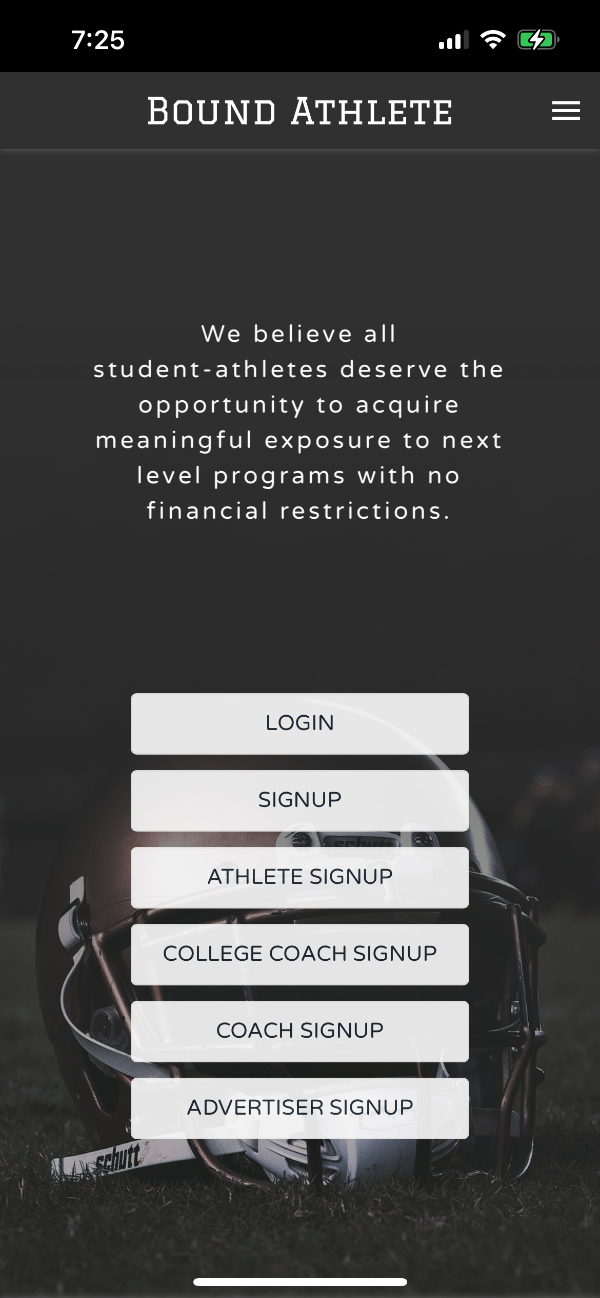 7:25
BOUND ATHLETE
We believe all
student-athletes deserve the
opportunity to acquire
meaningful exposure to next
level programs with no
financial restrictions.
LOGIN
SIGNUP
schutt
ATHLETE SIGNUP
COLLEGE COACH SIGNUP
COACH SIGNUP
ADVERTISER SIGNUP
schutt